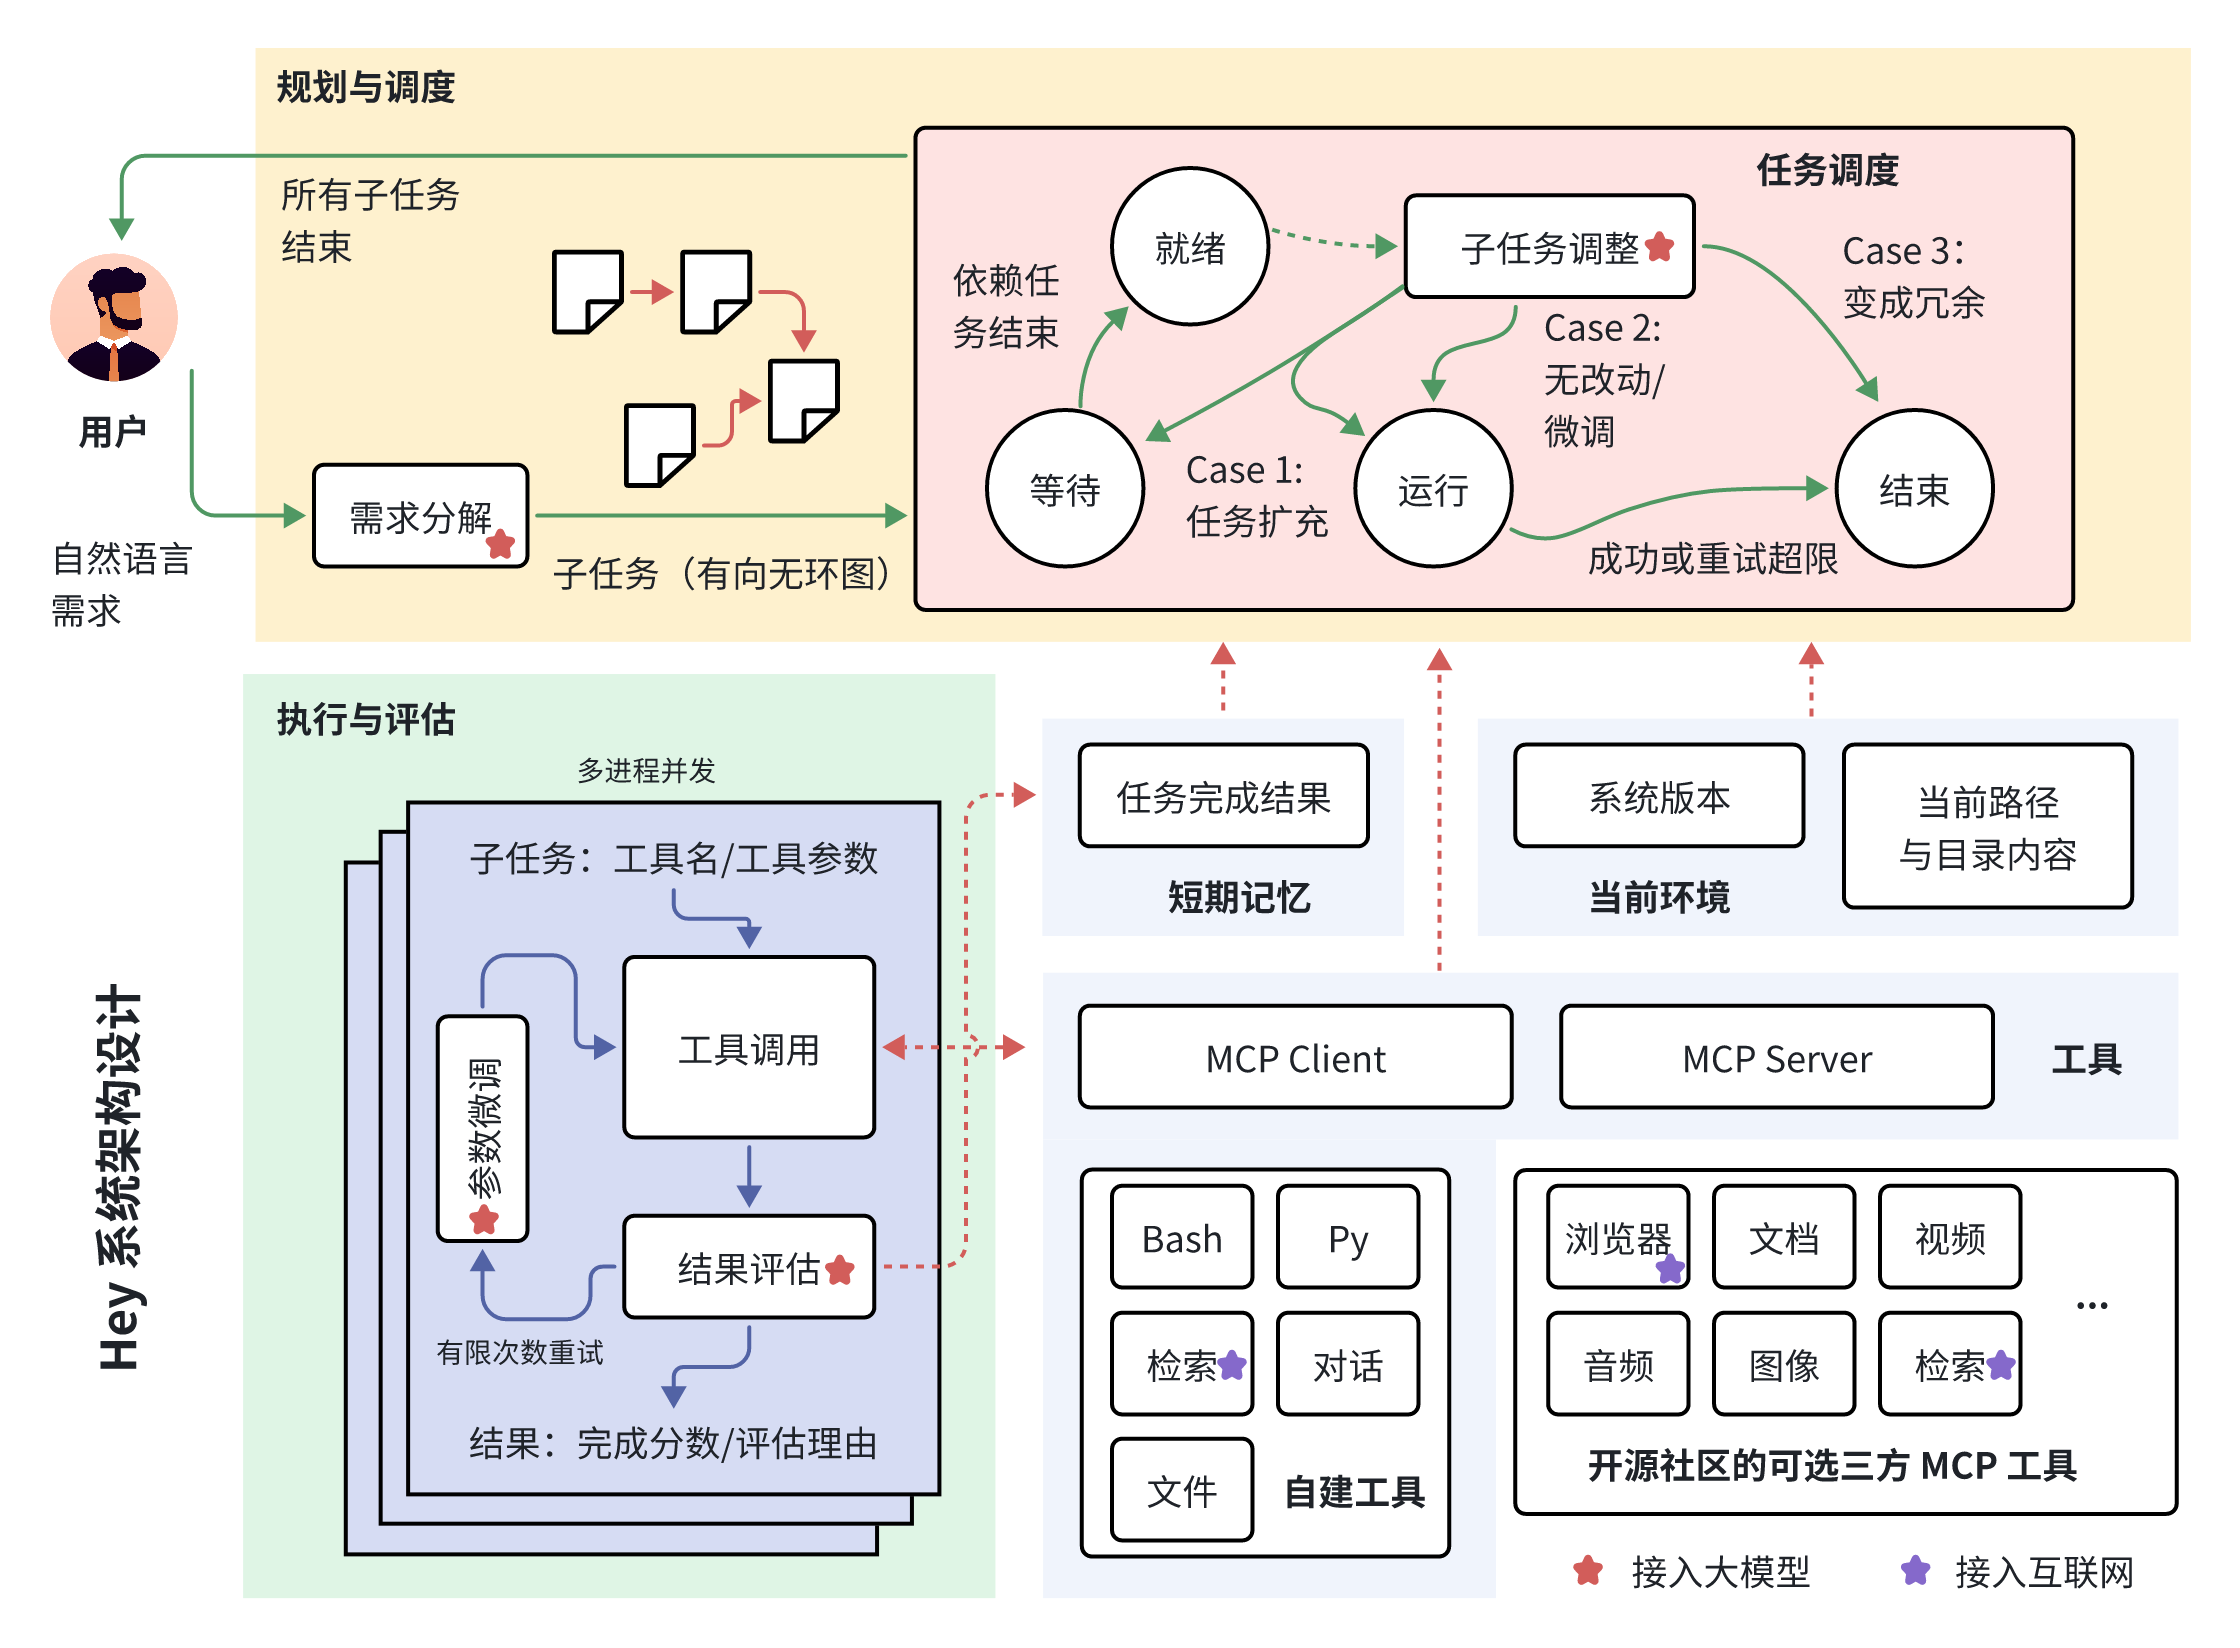 规划与调度
所有子任务
结束
用户
自然语言
需求
需求分解
子任务（有向无环图）
任务调度
就绪
子任务调整
依赖任
务结束
Case 3：
变成冗余
Case 2:
无改动/
微调
等待
Case 1:
任务扩充
运行
结束
成功或重试超限
执行与评估
多进程并发
子任务：工具名/工具参数
工具调用
参数微调
结果评估
有限次数重试
结果：完成分数/评估理由
任务完成结果
短期记忆
系统版本
当前路径
与目录内容
当前环境
MCP Client
MCP Server
工具
Bash
Py
检索
对话
文件
自建工具
浏览器
文档
视频
...
音频
图像
检索
开源社区的可选三方 MCP 工具
接入大模型
接入互联网
Hey 系统架构设计